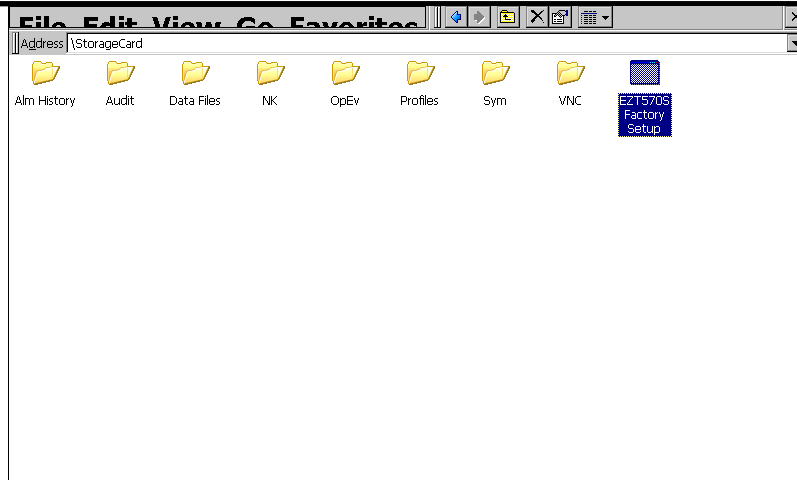 File Edit View Go Favorites
Address \StorageCard
Alm History Audit Data Files NK OpEv Profiles Sym VNC EZT570S
Factory
Setup